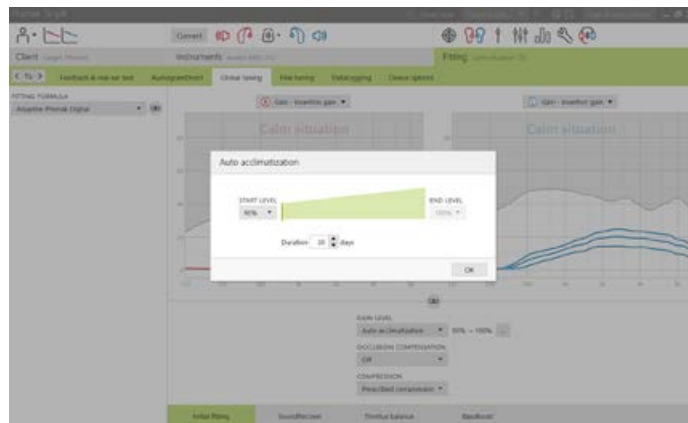 Connect
Client
Instruments
Fitting
Feedback & real ear test AudiogramDirect Global tuning Fine tuning Datalogging Device options
FITTING FORMULA
Adaptive Phonak Digital
Gain - Insertion gain
Gain - Insertion gain
Calm situation
Calm situation
Auto acclimatization
START LEVEL
END LEVEL
90%
100%
Duration days
OK
GAIN LEVEL
Auto acclimatization
90% → 100% ...
OCCLUSION COMPENSATION
Off
COMPRESSION
Prescribed compression
Initial fitting SoundRecover Tinnitus balance